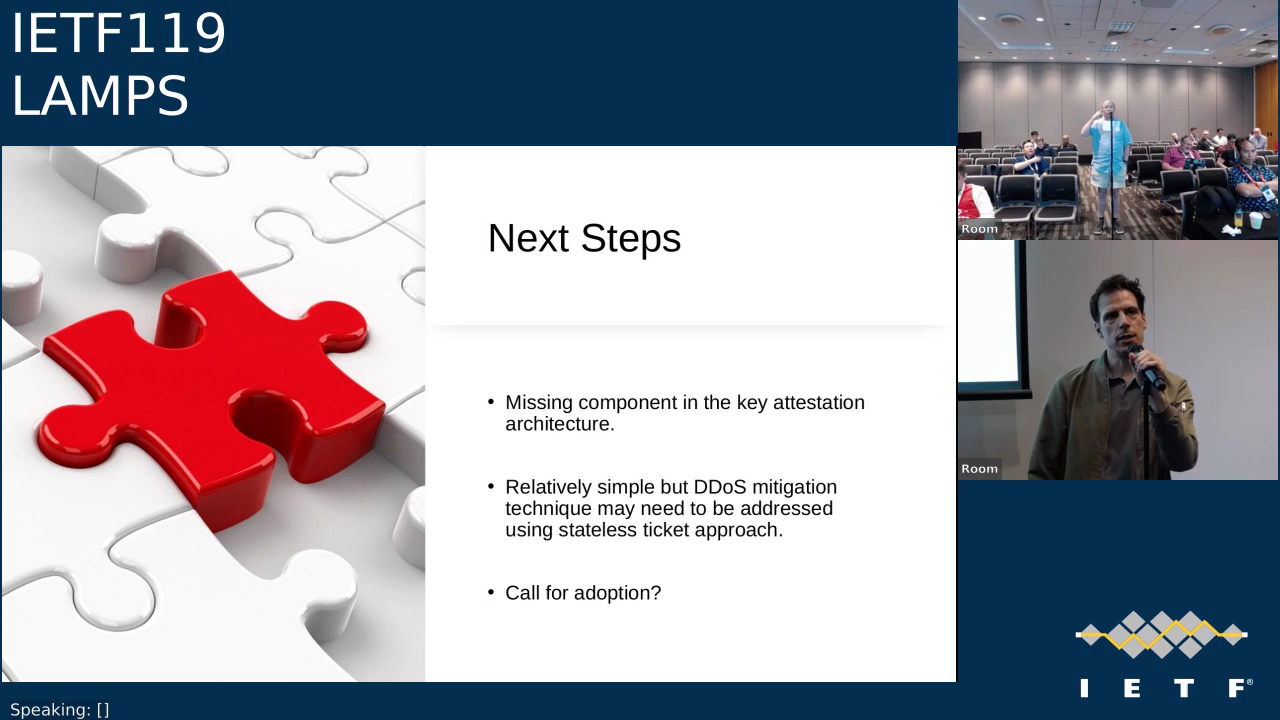 IETF119
LAMPS
Next Steps
• Missing component in the key attestation
architecture.
• Relatively simple but DDoS mitigation
technique may need to be addressed
using stateless ticket approach.
• Call for adoption?
Room
Room
I E T F®
Speaking: []